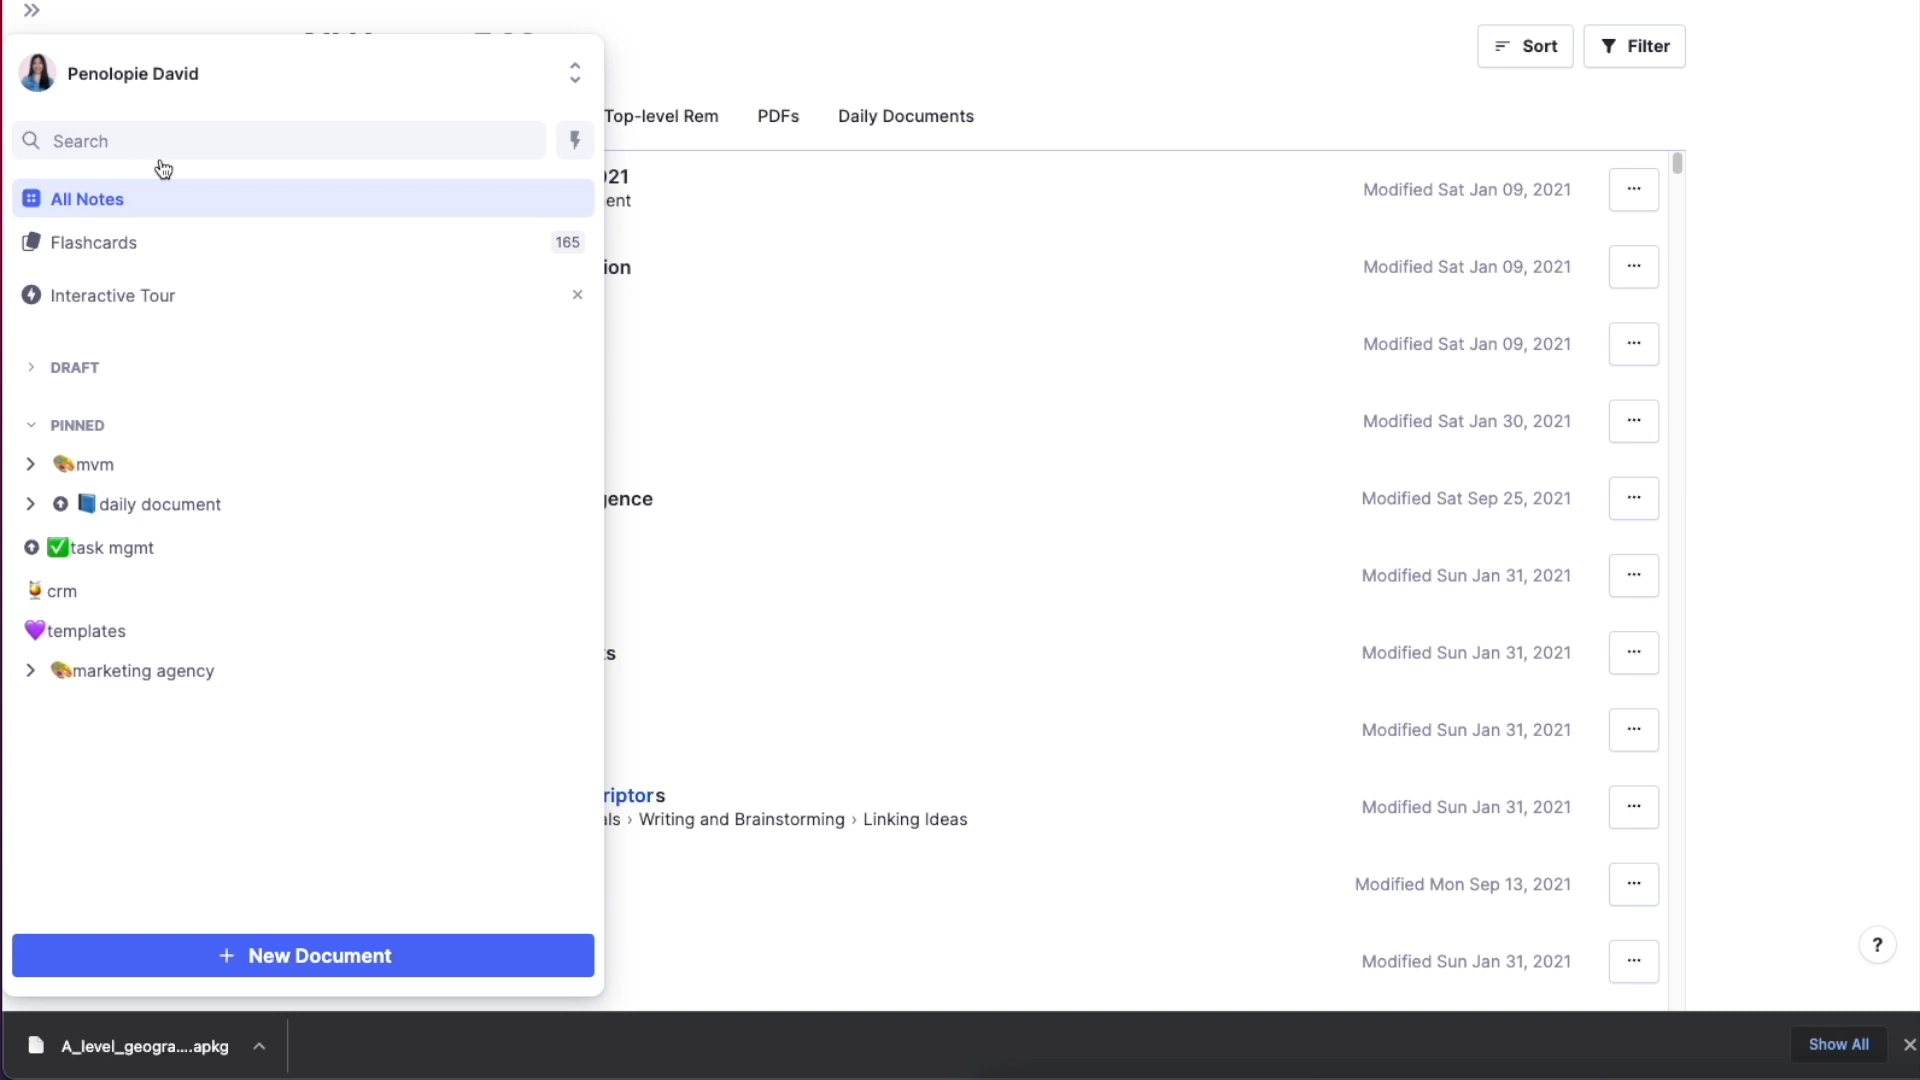 Penolopie David
Search
All Notes
Flashcards
165
Interactive Tour
DRAFT
PINNED
mvm
daily document
task mgmt
crm
templates
marketing agency
+ New Document
Sort
Filter
Top-level Rem
PDFs
Daily Documents
021
ent
Modified Sat Jan 09, 2021
ion
Modified Sat Jan 09, 2021
Modified Sat Jan 09, 2021
Modified Sat Jan 30, 2021
gence
Modified Sat Sep 25, 2021
Modified Sun Jan 31, 2021
ts
Modified Sun Jan 31, 2021
Modified Sun Jan 31, 2021
riptors
als › Writing and Brainstorming › Linking Ideas
Modified Sun Jan 31, 2021
Modified Mon Sep 13, 2021
Modified Sun Jan 31, 2021
?
A_level_geogra....apkg
Show All